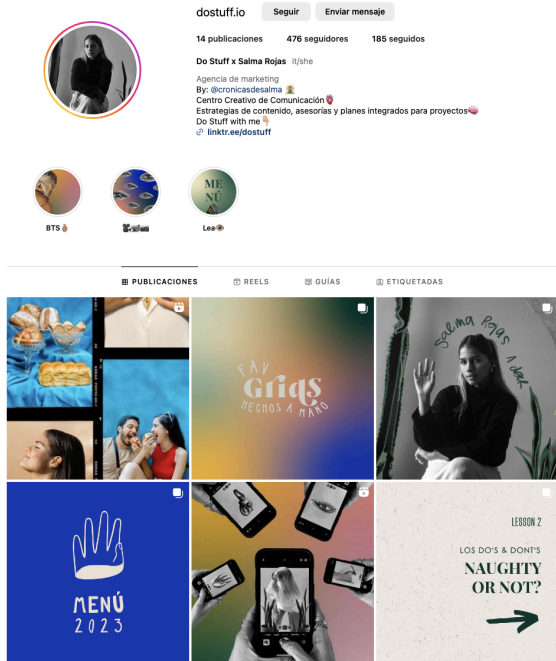 dostuff.io Seguir Enviar mensaje
14 publicaciones 476 seguidores 185 seguidos
Do Stuff x Salma Rojas it/she
Agencia de marketing
By: @cronicasdesalma
Centro Creativo de Comunicación
Estrategias de contenido, asesorías y planes integrados para proyectos
Do Stuff with me
linktr.ee/dostuff
ME
NÚ
BTS Lea
PUBLICACIONES REELS GUÍAS ETIQUETADAS
FAV
Grids
HECHOS A MANO
Salma Rojas
MENÚ
2023
LESSON 2
LOS DO'S & DONT'S
NAUGHTY
OR NOT?